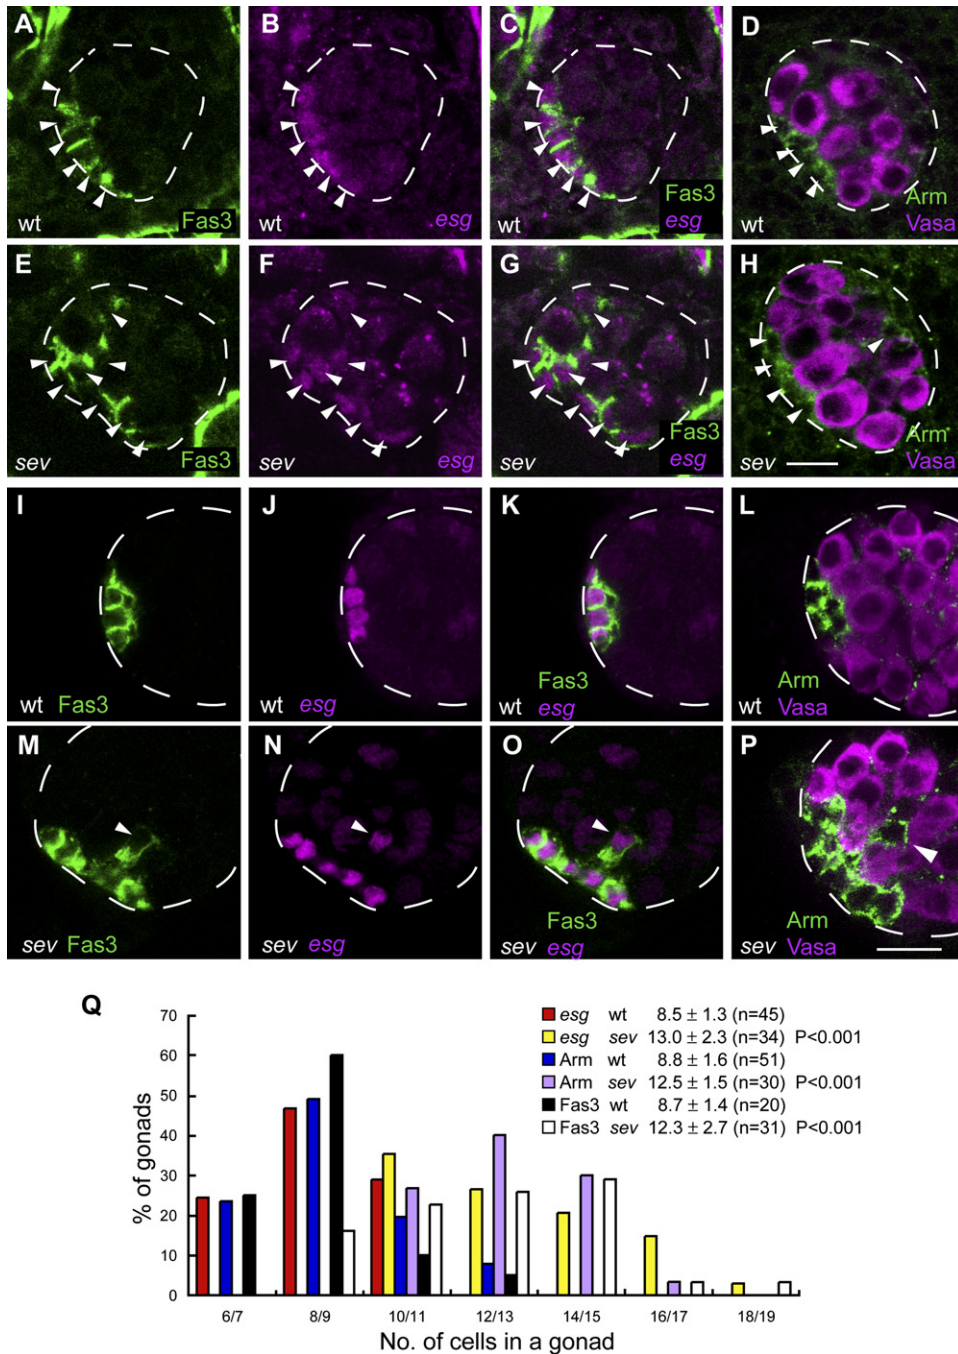 A
wt
Fas3
B
wt
esg
C
wt
Fas3
esg
D
wt
Arm
Vasa
E
sev
Fas3
F
sev
esg
G
sev
Fas3
esg
H
sev
Arm
Vasa
I
wt Fas3
J
wt esg
K
Fas3
wt esg
L
Arm
wt Vasa
M
sev Fas3
N
sev esg
O
Fas3
sev esg
P
Arm
sev Vasa
Q
esg wt 8.5 ± 1.3 (n=45)
esg sev 13.0 ± 2.3 (n=34) P<0.001
Arm wt 8.8 ± 1.6 (n=51)
Arm sev 12.5 ± 1.5 (n=30) P<0.001
Fas3 wt 8.7 ± 1.4 (n=20)
Fas3 sev 12.3 ± 2.7 (n=31) P<0.001
% of gonads
70
60
50
40
30
20
10
0
6/7 8/9 10/11 12/13 14/15 16/17 18/19
No. of cells in a gonad